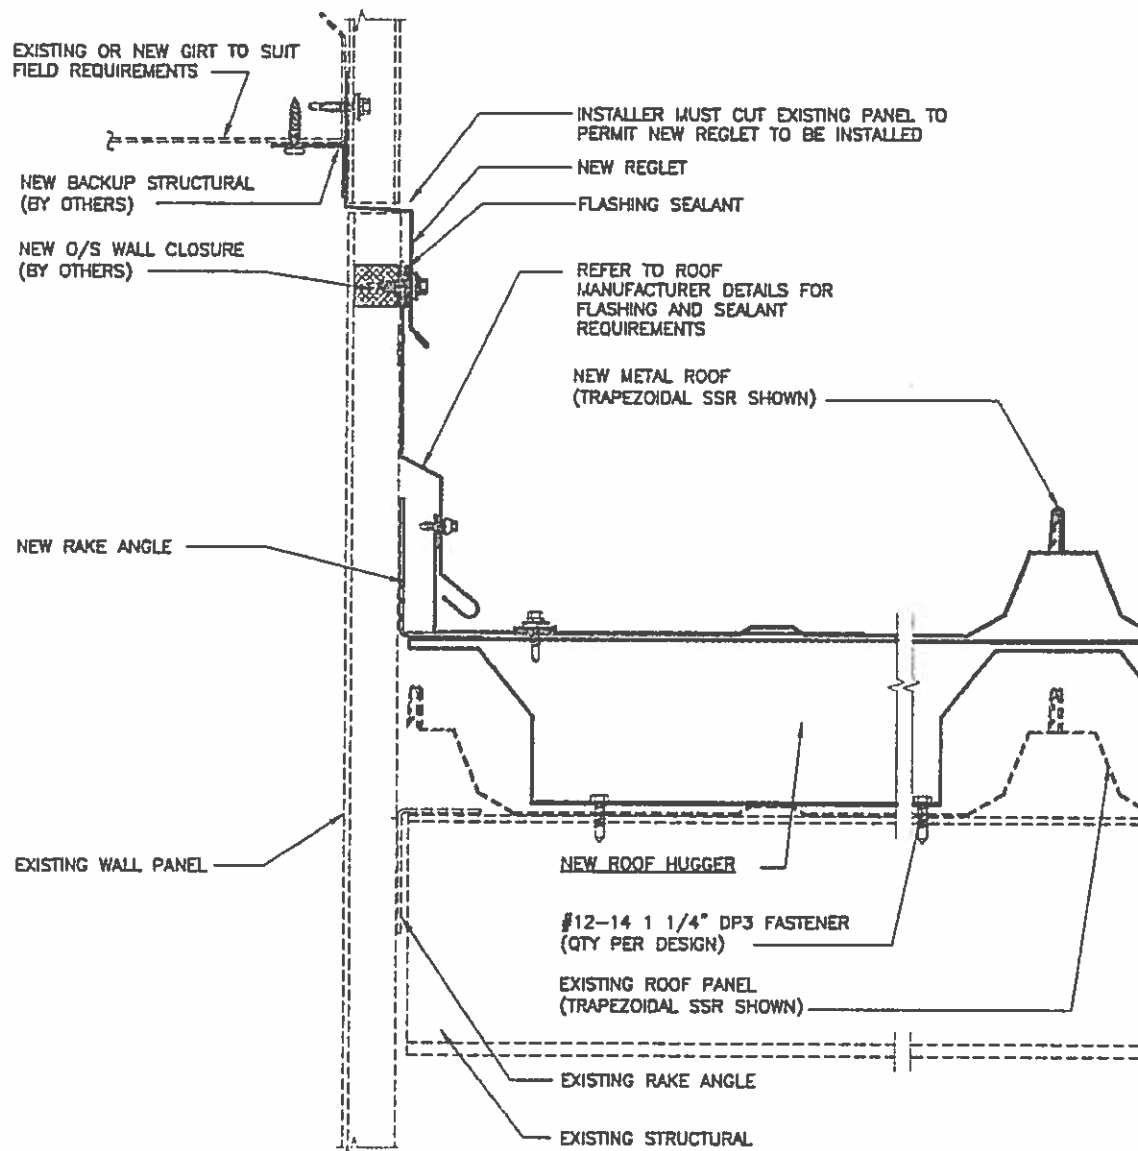 EXISTING OR NEW GIRT TO SUIT
FIELD REQUIREMENTS
INSTALLER MUST CUT EXISTING PANEL TO
PERMIT NEW REGLET TO BE INSTALLED
NEW REGLET
NEW BACKUP STRUCTURAL
(BY OTHERS)
FLASHING SEALANT
NEW O/S WALL CLOSURE
(BY OTHERS)
REFER TO ROOF
MANUFACTURER DETAILS FOR
FLASHING AND SEALANT
REQUIREMENTS
NEW METAL ROOF
(TRAPEZOIDAL SSR SHOWN)
NEW RAKE ANGLE
EXISTING WALL PANEL
NEW ROOF HUGGER
#12-14 1 1/4" DP3 FASTENER
(QTY PER DESIGN)
EXISTING ROOF PANEL
(TRAPEZOIDAL SSR SHOWN)
EXISTING RAKE ANGLE
EXISTING STRUCTURAL